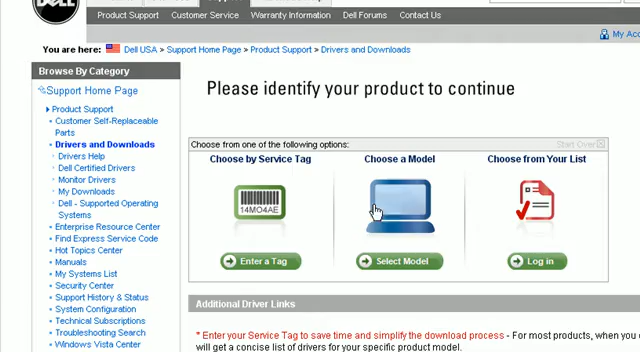 DELL
Product Support Customer Service Warranty Information Dell Forums Contact Us
My Acc
You are here: Dell USA > Support Home Page > Product Support > Drivers and Downloads
Browse By Category
Support Home Page
Product Support
Customer Self-Replaceable
Parts
Drivers and Downloads
Drivers Help
Dell Certified Drivers
Monitor Drivers
My Downloads
Dell - Supported Operating
Systems
Enterprise Resource Center
Find Express Service Code
Hot Topics Center
Manuals
My Systems List
Security Center
Support History & Status
System Configuration
Technical Subscriptions
Troubleshooting Search
Windows Vista Center
Please identify your product to continue
Choose from one of the following options: Start Over
Choose by Service Tag Choose a Model Choose from Your List
14MO4AE
Enter a Tag Select Model Log in
Additional Driver Links
* Enter your Service Tag to save time and simplify the download process - For most products, when you
will get a concise list of drivers for your specific product model.